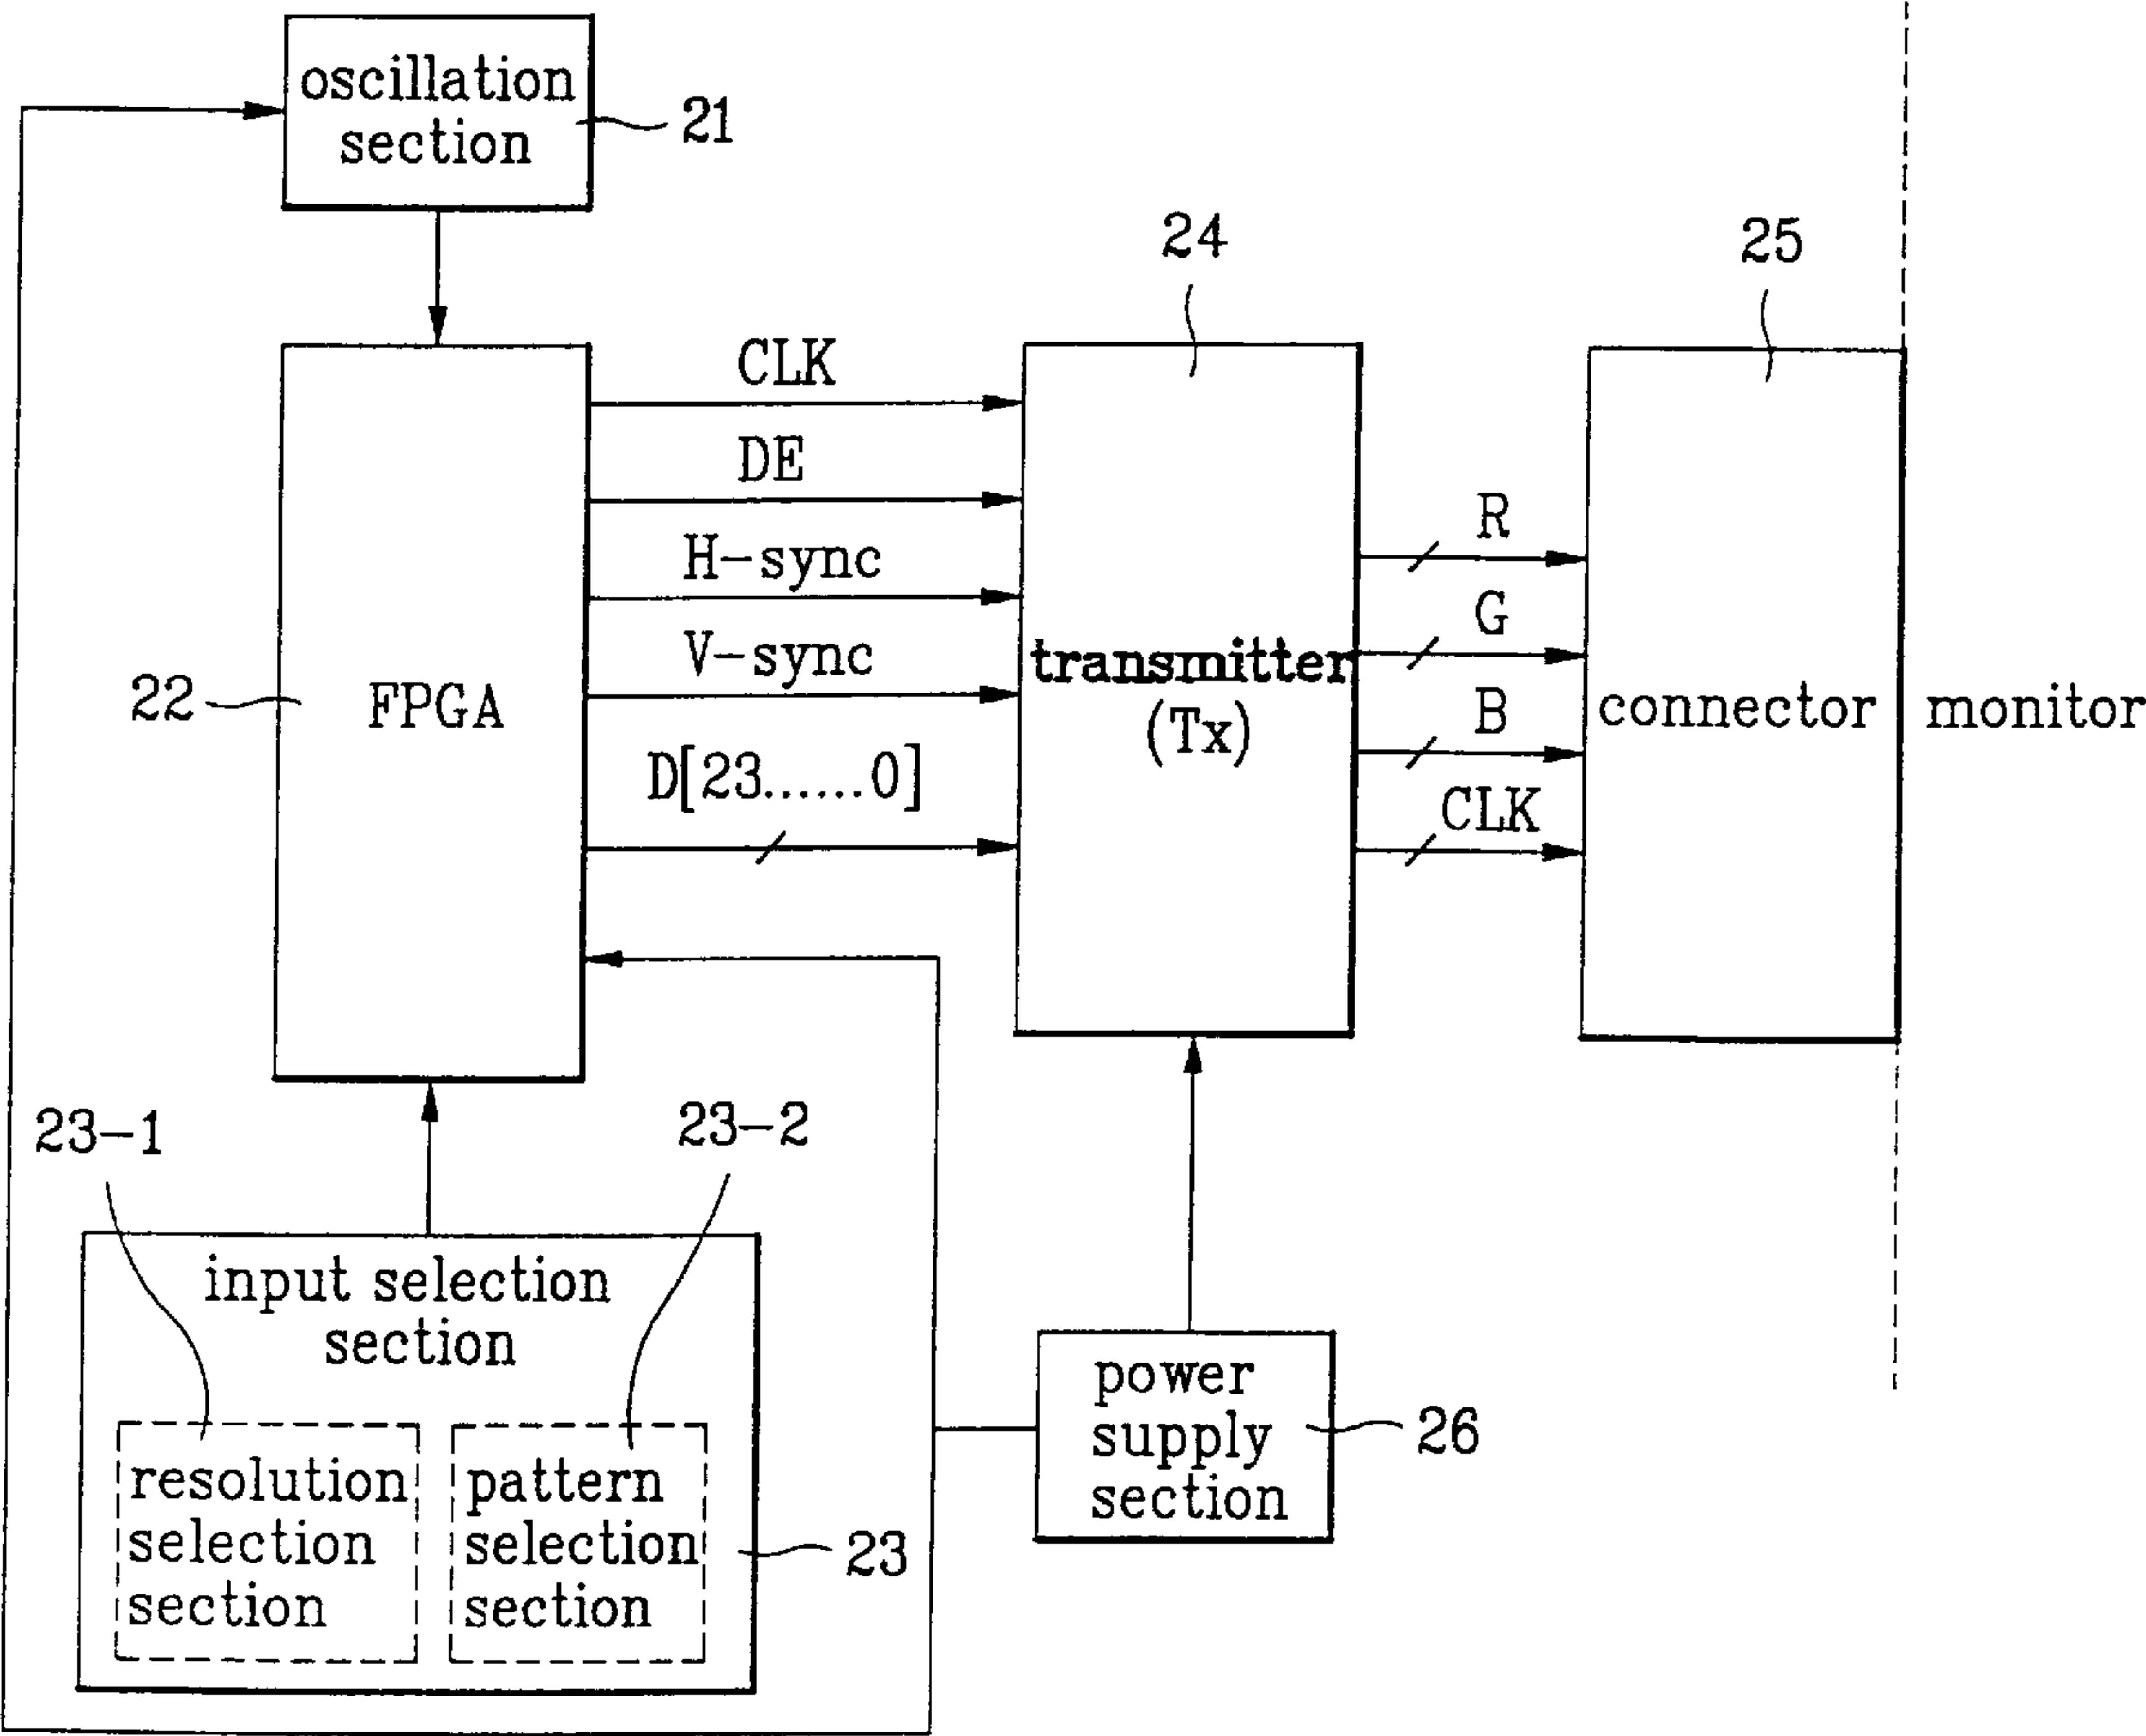 oscillation
section
21
24
25
CLK
DE
H-sync
V-sync
D[23......0]
22
FPGA
transmitter
(Tx)
R
G
B
CLK
connector
monitor
23-1
23-2
input selection
section
resolution
selection
section
pattern
selection
section
23
power
supply
section
26